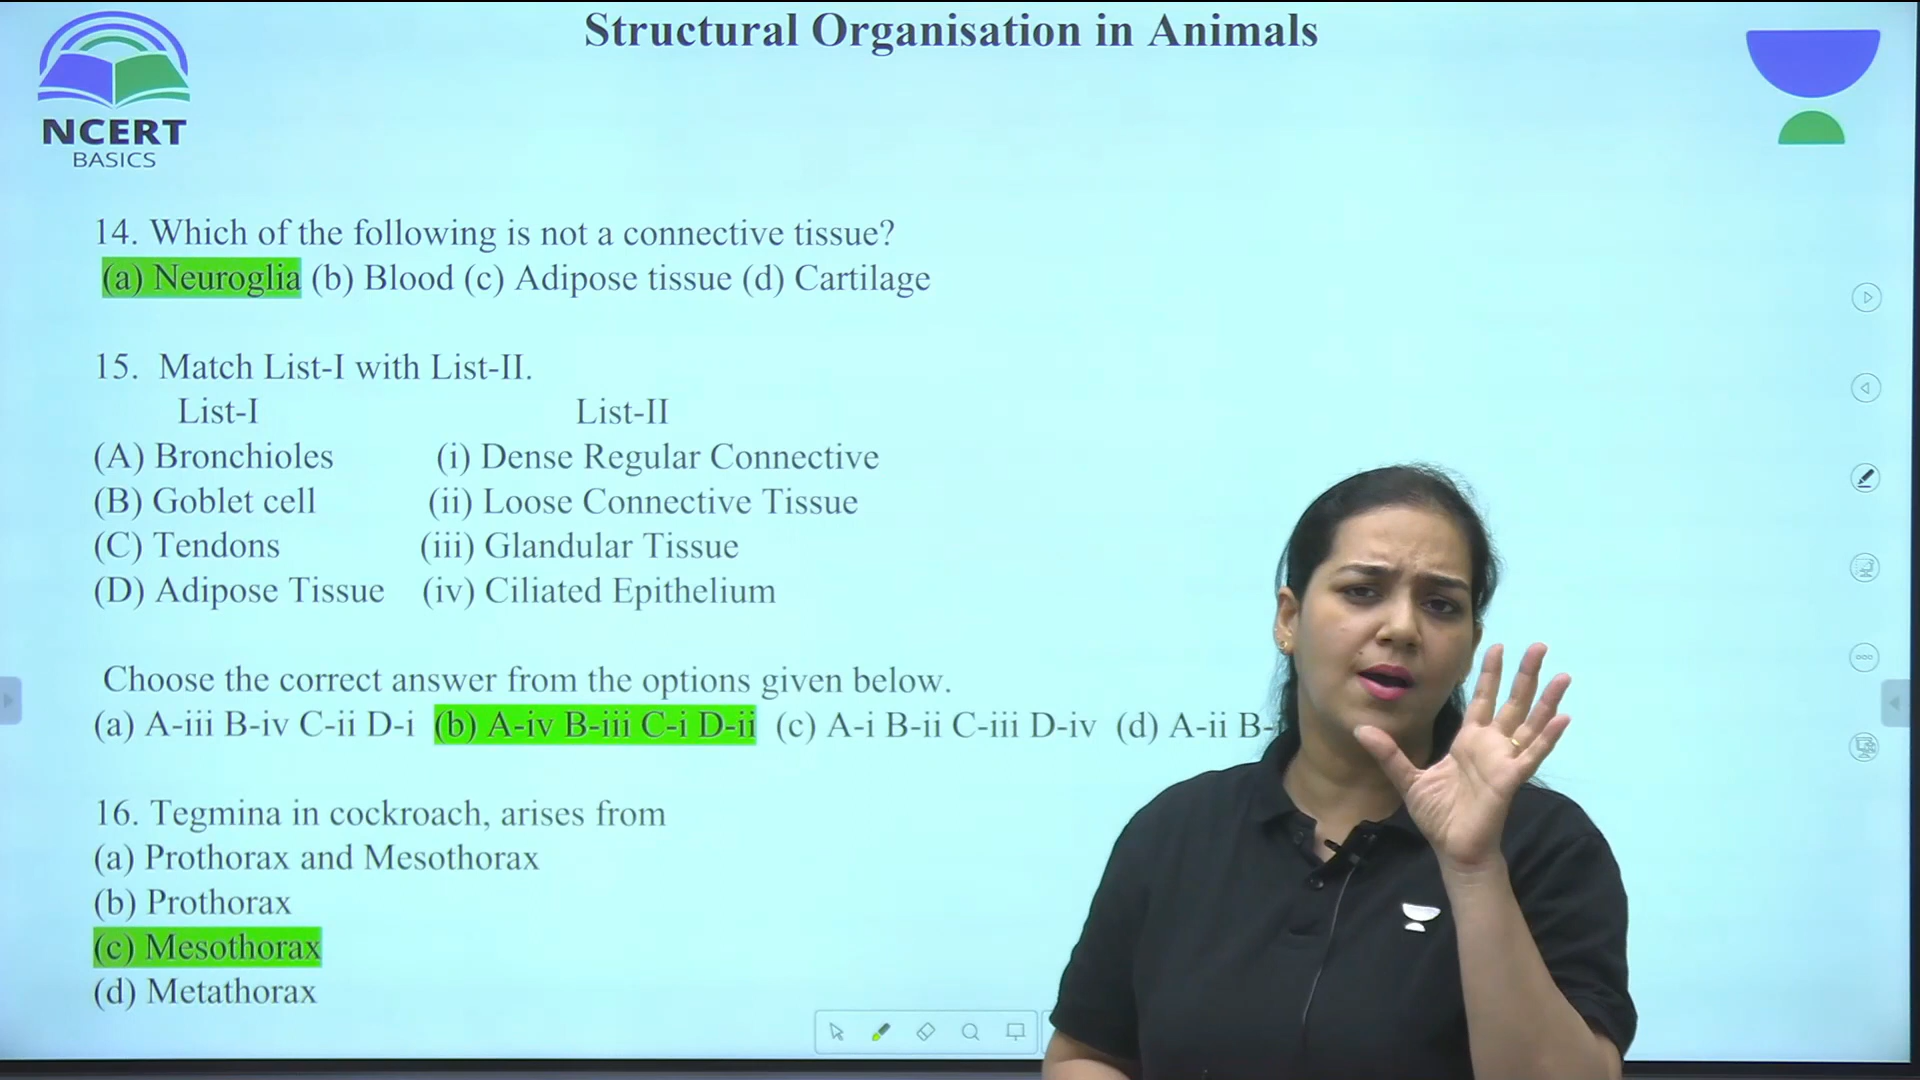 Structural Organisation in Animals
NCERT
BASICS
14. Which of the following is not a connective tissue?
(a) Neuroglia (b) Blood (c) Adipose tissue (d) Cartilage
15. Match List-I with List-II.
List-I List-II
(A) Bronchioles (i) Dense Regular Connective
(B) Goblet cell (ii) Loose Connective Tissue
(C) Tendons (iii) Glandular Tissue
(D) Adipose Tissue (iv) Ciliated Epithelium
Choose the correct answer from the options given below.
(a) A-iii B-iv C-ii D-i (b) A-iv B-iii C-i D-ii (c) A-i B-ii C-iii D-iv (d) A-ii
16. Tegmina in cockroach, arises from
(a) Prothorax and Mesothorax
(b) Prothorax
(c) Mesothorax
(d) Metathorax